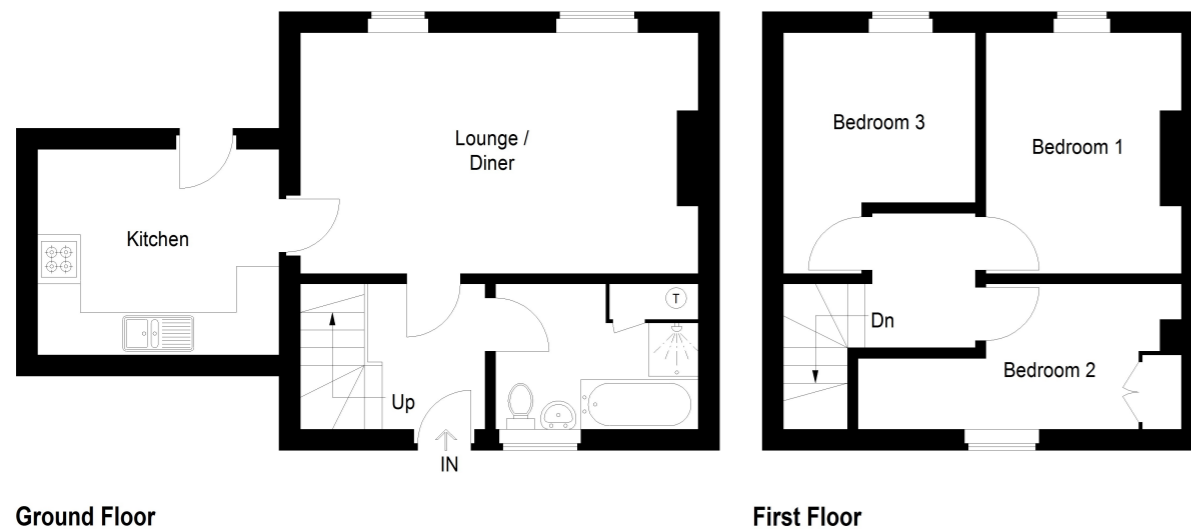 Lounge /
Diner
Kitchen
T
Up
IN
Ground Floor
Bedroom 3
Bedroom 1
Dn
Bedroom 2
First Floor